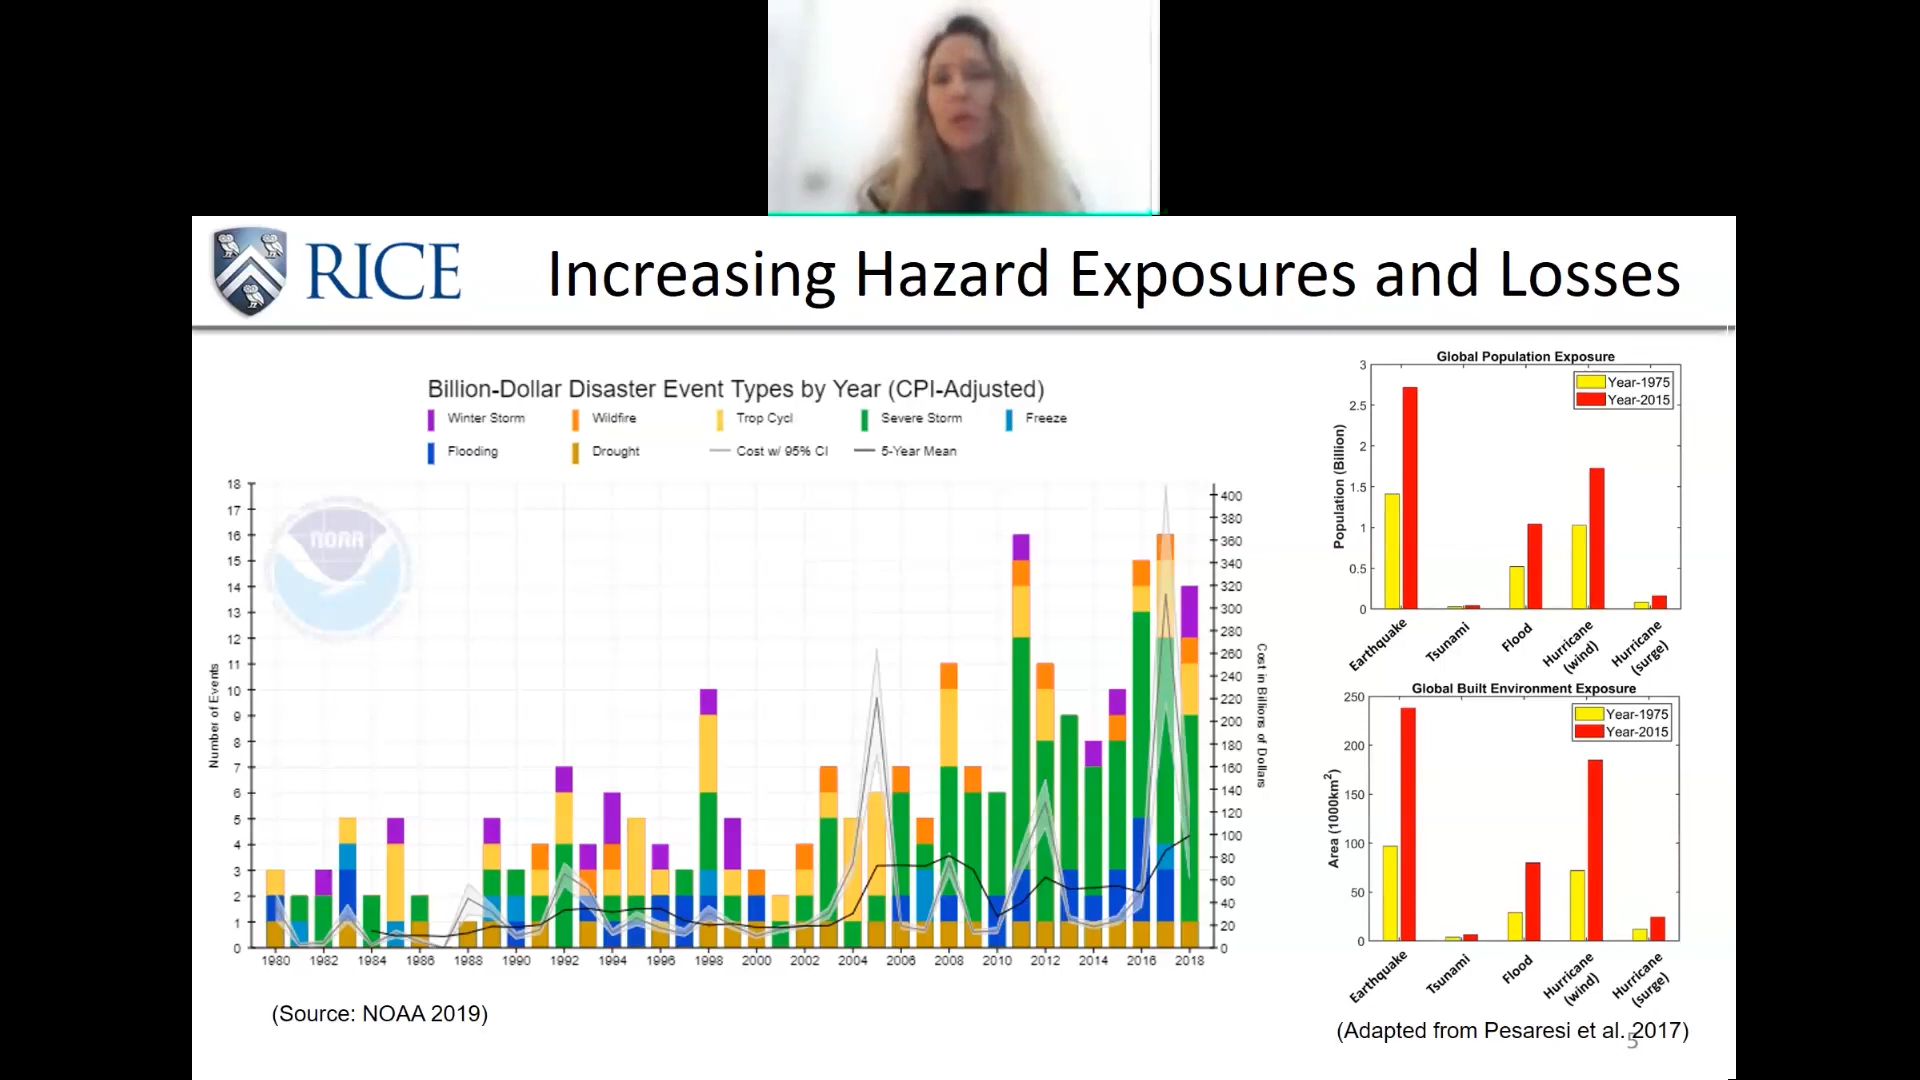 RICE
Increasing Hazard Exposures and Losses
Billion-Dollar Disaster Event Types by Year (CPI-Adjusted)
Winter Storm Wildfire Trop Cycl Severe Storm Freeze
Flooding Drought Cost w/ 95% CI 5-Year Mean
NOAA
Number of Events
18
17
16
15
14
13
12
11
10
9
8
7
6
5
4
3
2
1
0
1980 1982 1984 1986 1988 1990 1992 1994 1996 1998 2000 2002 2004 2006 2008 2010 2012 2014 2016 2018
400
380
360
340
320
300
280
260
240
220
200
180
160
140
120
100
80
60
40
20
0
Cost in Billions of Dollars
(Source: NOAA 2019)
Global Population Exposure
Year-1975
Year-2015
Population (Billion)
3
2.5
2
1.5
1
0.5
0
Earthquake
Tsunami
Flood
Hurricane
(wind)
Hurricane
(surge)
Global Built Environment Exposure
Year-1975
Year-2015
Area (1000km²)
250
200
150
100
50
0
Earthquake
Tsunami
Flood
Hurricane
(wind)
Hurricane
(surge)
(Adapted from Pesaresi et al. 2017)
5